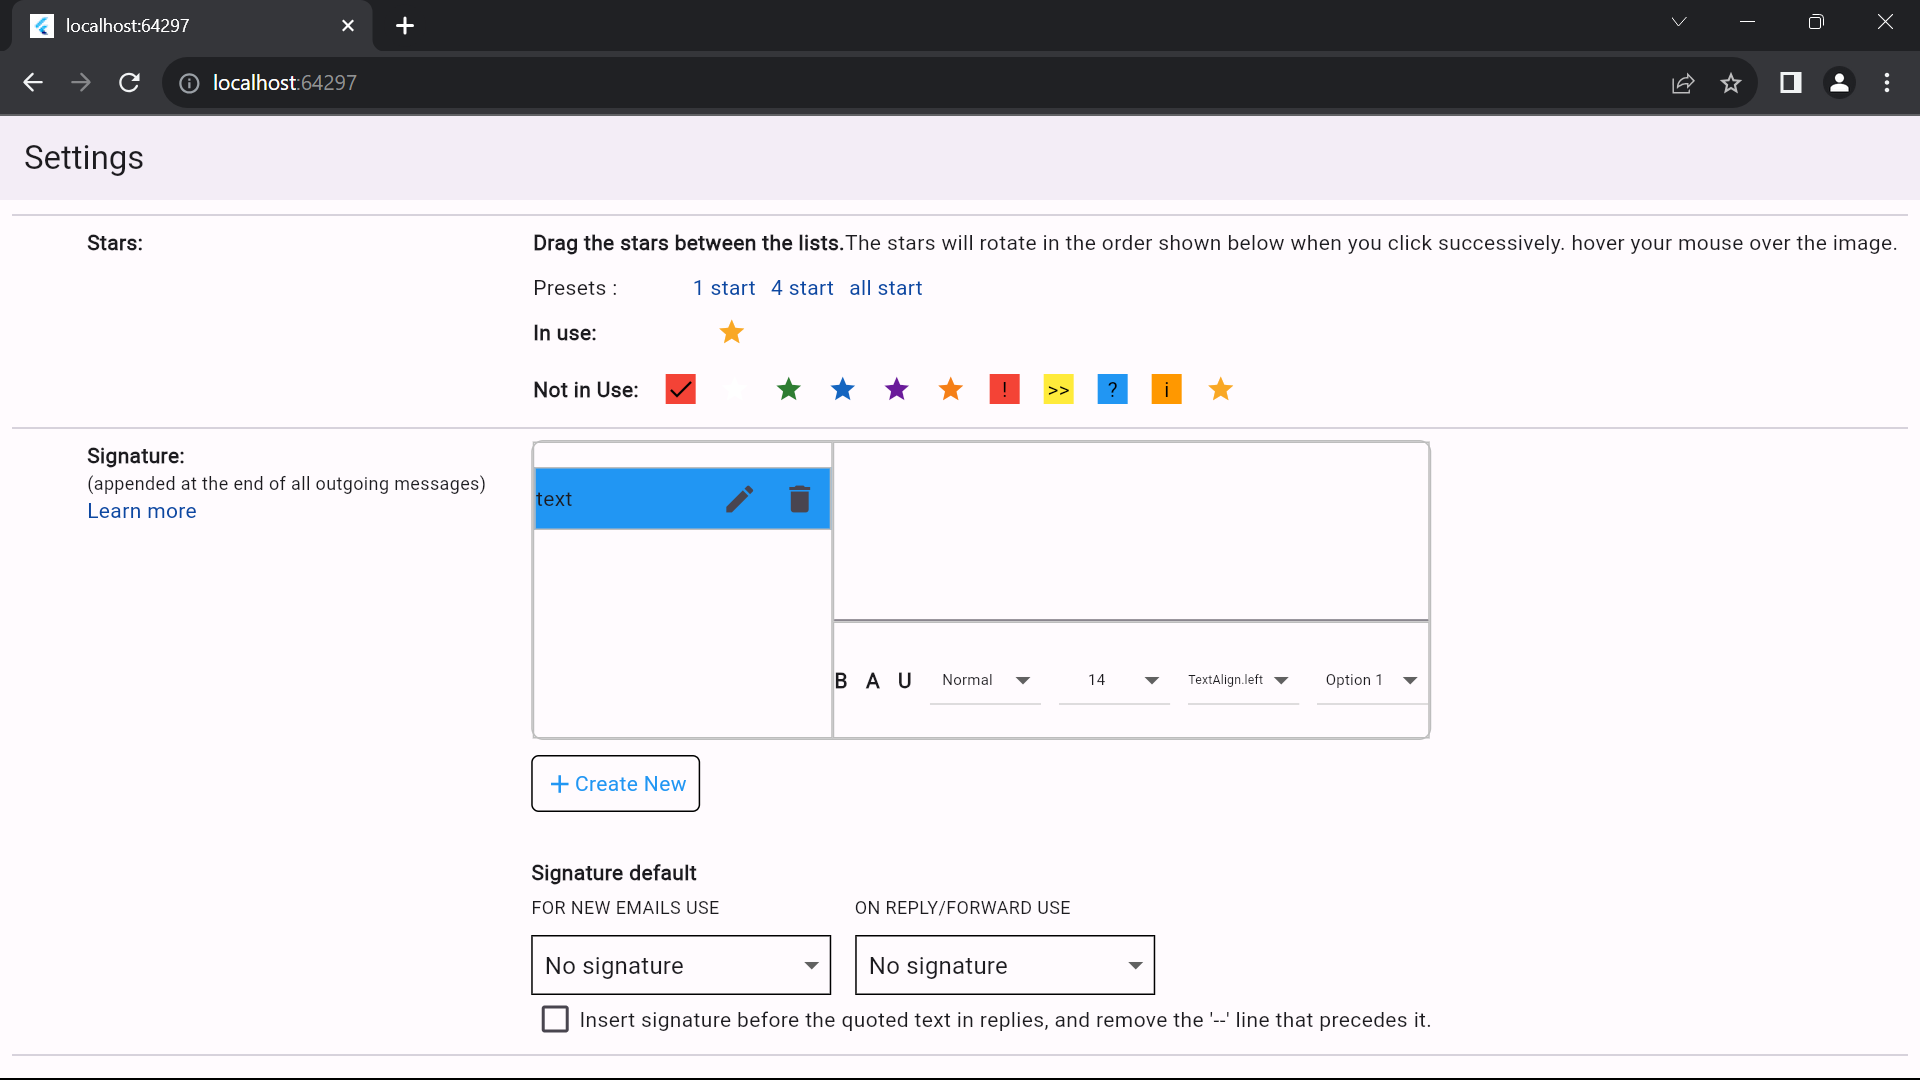 localhost:64297
localhost:64297
Settings
Stars:
Drag the stars between the lists.The stars will rotate in the order shown below when you click successively. hover your mouse over the image.
Presets : 1 start 4 start all start
In use:
Not in Use: ! >> ? i
Signature:
(appended at the end of all outgoing messages)
Learn more
text
B A U Normal 14 TextAlign.left Option 1
+ Create New
Signature default
FOR NEW EMAILS USE ON REPLY/FORWARD USE
No signature No signature
Insert signature before the quoted text in replies, and remove the '--' line that precedes it.